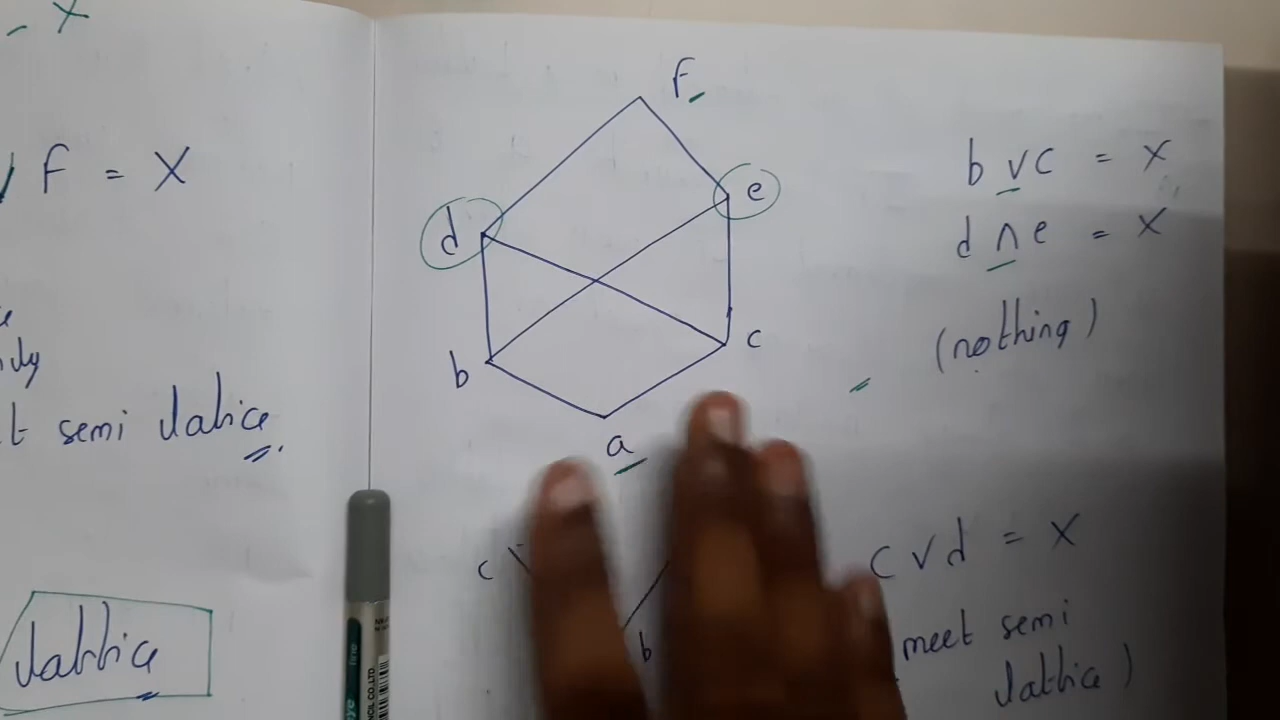 - X
F = X
semi lattice
lattice
F
d
e
b
c
a
b v c = X
d ∩ e = X
(nothing)
c
b
c v d = X
meet semi
lattice)